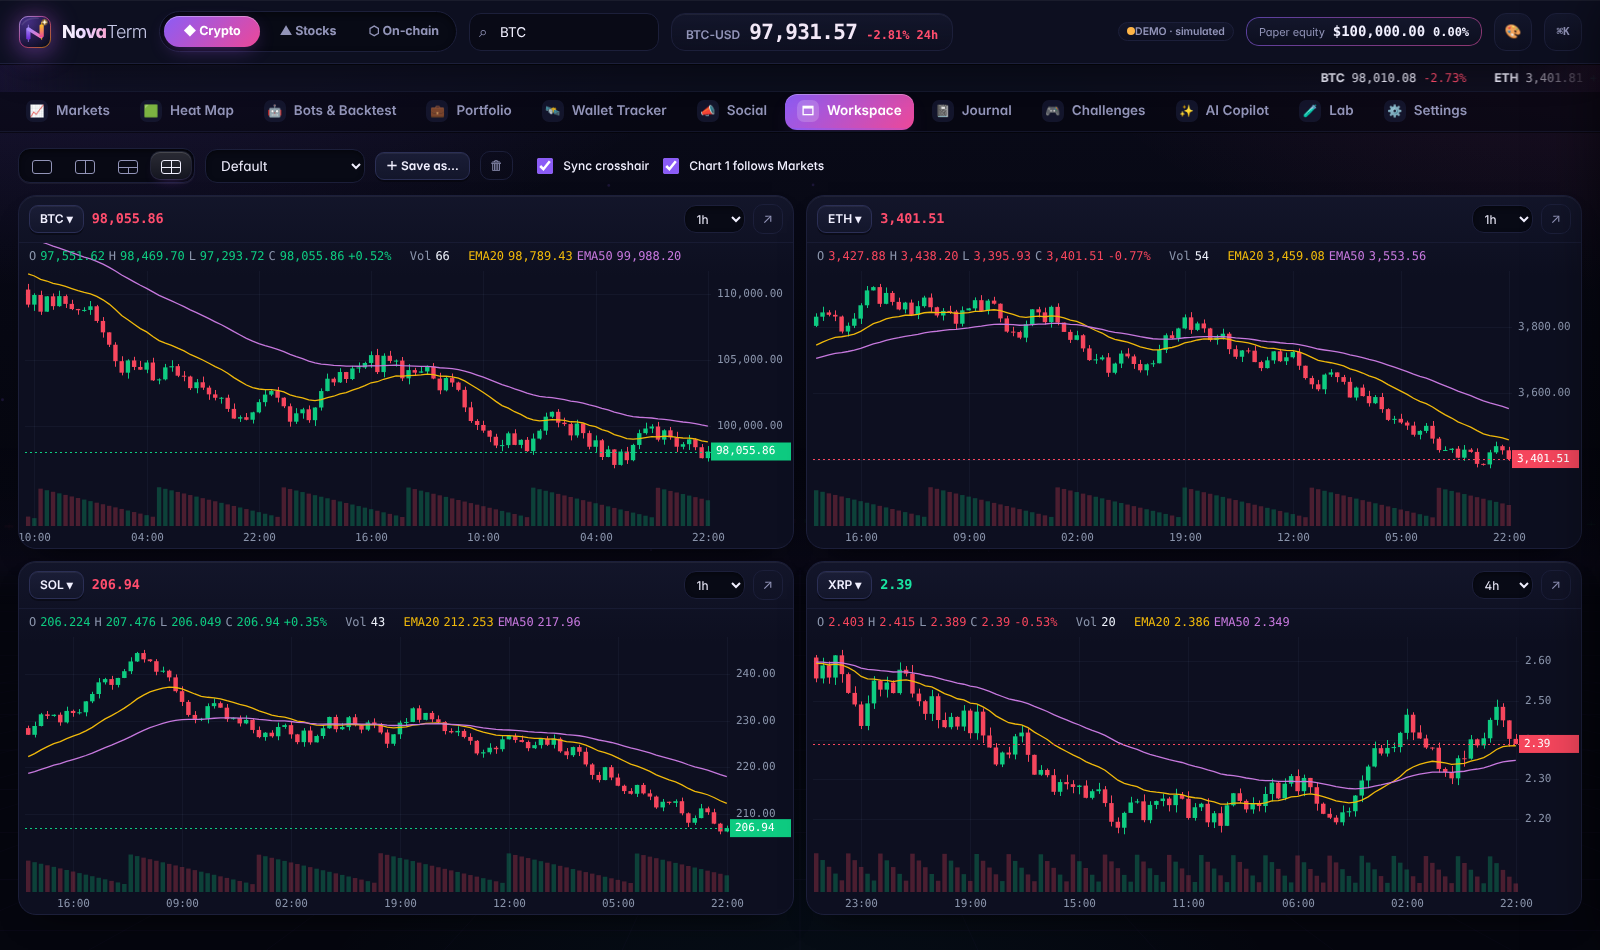 NovaTerm
Crypto
Stocks
On-chain
BTC
BTC-USD 97,931.57 -2.81% 24h
DEMO · simulated
Paper equity $100,000.00 0.00%
⌘K
BTC 98,010.08 -2.73% ETH 3,401.81
Markets
Heat Map
Bots & Backtest
Portfolio
Wallet Tracker
Social
Workspace
Journal
Challenges
AI Copilot
Lab
Settings
Default
+ Save as...
Sync crosshair
Chart 1 follows Markets
BTC ▾ 98,055.86
1h
O 97,551.62 H 98,469.70 L 97,293.72 C 98,055.86 +0.52% Vol 66 EMA20 98,789.43 EMA50 99,988.20
110,000.00
105,000.00
100,000.00
98,055.86
10:00 04:00 22:00 16:00 10:00 04:00 22:00
ETH ▾ 3,401.51
1h
O 3,427.88 H 3,438.20 L 3,395.93 C 3,401.51 -0.77% Vol 54 EMA20 3,459.08 EMA50 3,553.56
3,800.00
3,600.00
3,401.51
16:00 09:00 02:00 19:00 12:00 05:00 22:00
SOL ▾ 206.94
1h
O 206.224 H 207.476 L 206.049 C 206.94 +0.35% Vol 43 EMA20 212.253 EMA50 217.96
240.00
230.00
220.00
210.00
206.94
16:00 09:00 02:00 19:00 12:00 05:00 22:00
XRP ▾ 2.39
4h
O 2.403 H 2.415 L 2.389 C 2.39 -0.53% Vol 20 EMA20 2.386 EMA50 2.349
2.60
2.50
2.39
2.30
2.20
23:00 19:00 15:00 11:00 06:00 02:00 22:00